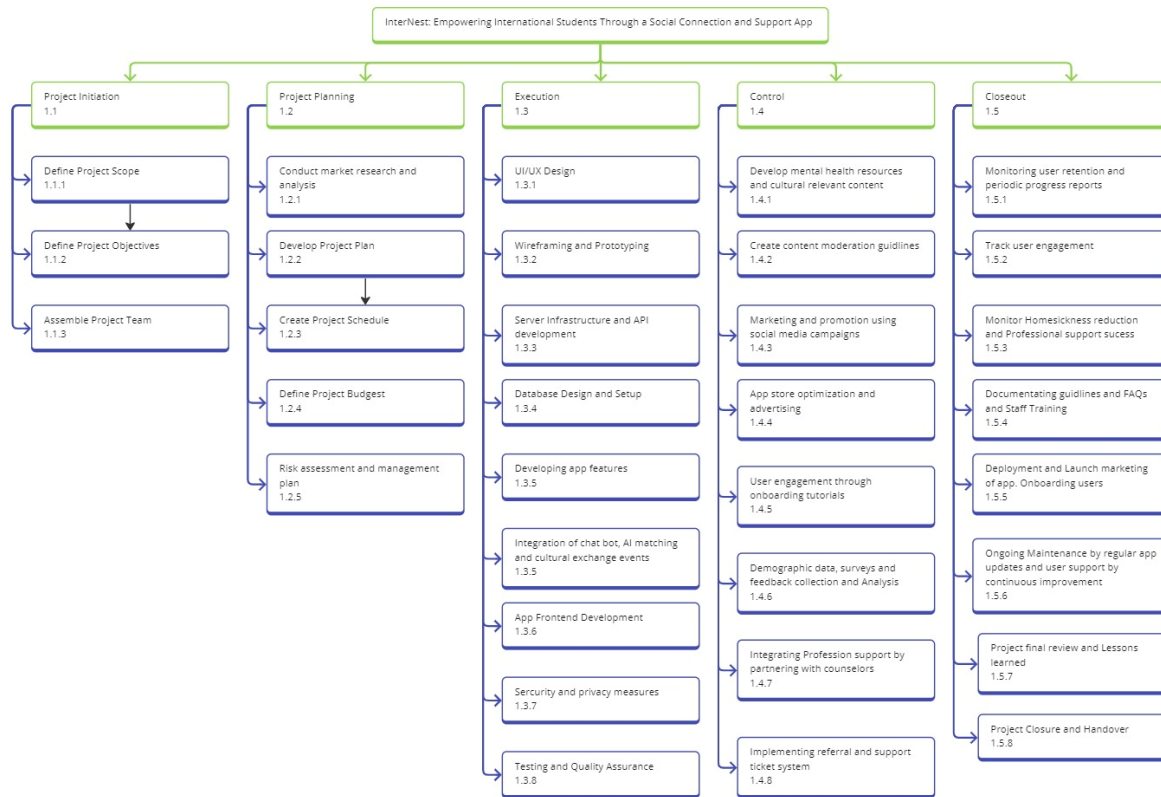 InterNest: Empowering International Students Through a Social Connection and Support App
Project Initiation
1.1
Define Project Scope
1.1.1
Define Project Objectives
1.1.2
Assemble Project Team
1.1.3
Project Planning
1.2
Conduct market research and
analysis
1.2.1
Develop Project Plan
1.2.2
Create Project Schedule
1.2.3
Define Project Budgest
1.2.4
Risk assessment and management
plan
1.2.5
Execution
1.3
UI/UX Design
1.3.1
Wireframing and Prototyping
1.3.2
Server Infrastructure and API
development
1.3.3
Database Design and Setup
1.3.4
Developing app features
1.3.5
Integration of chat bot, AI matching
and cultural exchange events
1.3.5
App Frontend Development
1.3.6
Sercurity and privacy measures
1.3.7
Testing and Quality Assurance
1.3.8
Control
1.4
Develop mental health resources
and cultural relevant content
1.4.1
Create content moderation guidlines
1.4.2
Marketing and promotion using
social media campaigns
1.4.3
App store optimization and
advertising
1.4.4
User engagement through
onboarding tutorials
1.4.5
Demographic data, surveys and
feedback collection and Analysis
1.4.6
Integrating Profession support by
partnering with counselors
1.4.7
Implementing referral and support
ticket system
1.4.8
Closeout
1.5
Monitoring user retention and
periodic progress reports
1.5.1
Track user engagement
1.5.2
Monitor Homesickness reduction
and Professional support sucess
1.5.3
Documentating guidlines and FAQs
and Staff Training
1.5.4
Deployment and Launch marketing
of app. Onboarding users
1.5.5
Ongoing Maintenance by regular app
updates and user support by
continuous improvement
1.5.6
Project final review and Lessons
learned
1.5.7
Project Closure and Handover
1.5.8